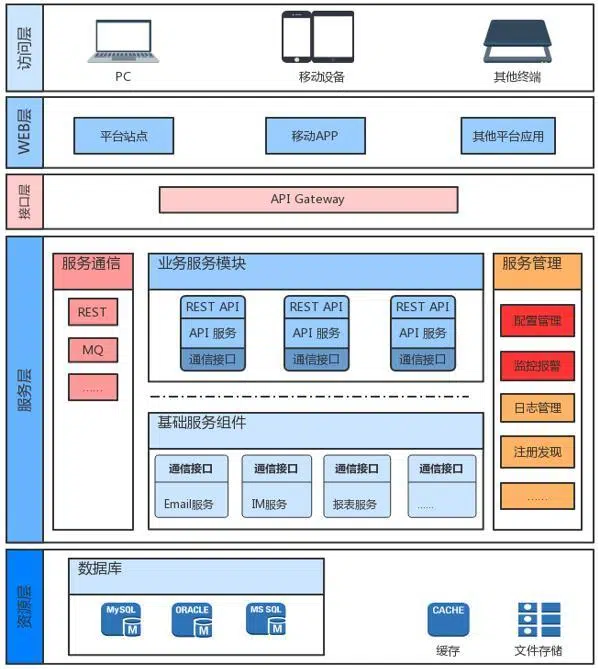 访问层
PC
移动设备
其他终端
WEB层
平台站点
移动APP
其他平台应用
接口层
API Gateway
服务层
服务通信
REST
MQ
......
业务服务模块
REST API
API 服务
通信接口
REST API
API 服务
通信接口
REST API
API 服务
通信接口
基础服务组件
通信接口
Email服务
通信接口
IM服务
通信接口
报表服务
通信接口
......
服务管理
配置管理
监控报警
日志管理
注册发现
......
资源层
数据库
MySQL
M
ORACLE
M
MS SQL
M
CACHE
缓存
文件存储